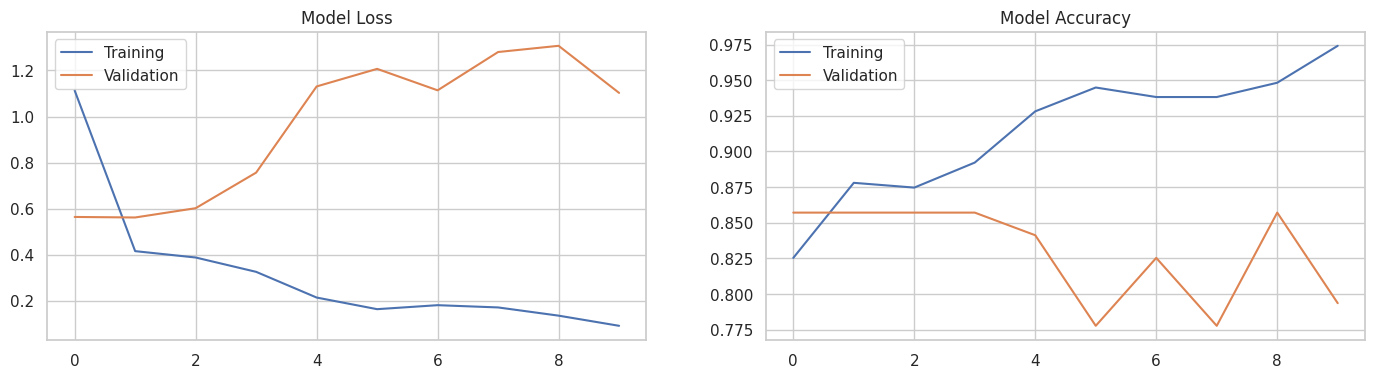 Model Loss
Training
Validation
1.2
1.0
0.8
0.6
0.4
0.2
0 2 4 6 8
Model Accuracy
Training
Validation
0.975
0.950
0.925
0.900
0.875
0.850
0.825
0.800
0.775
0 2 4 6 8